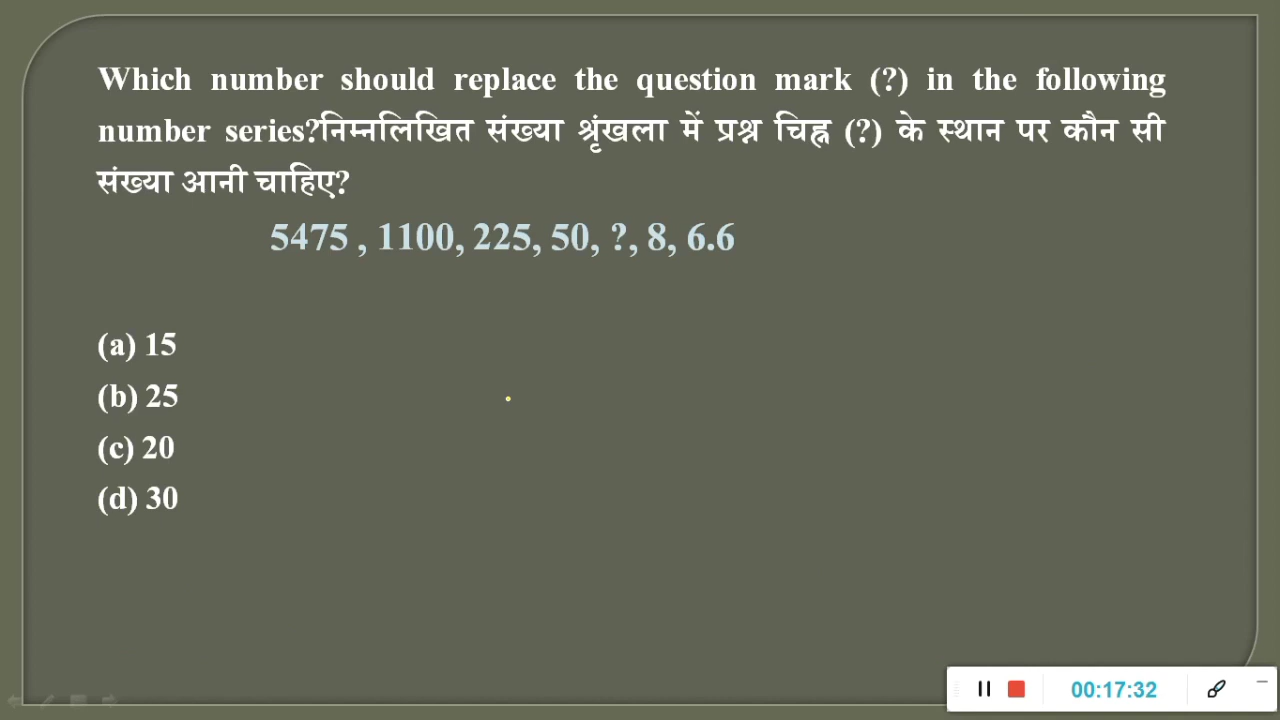 Which number should replace the question mark (?) in the following
number series?निम्नलिखित संख्या श्रृंखला में प्रश्न चिह्न (?) के स्थान पर कौन सी
संख्या आनी चाहिए?
5475 , 1100, 225, 50, ?, 8, 6.6
(a) 15
(b) 25
(c) 20
(d) 30
00:17:32